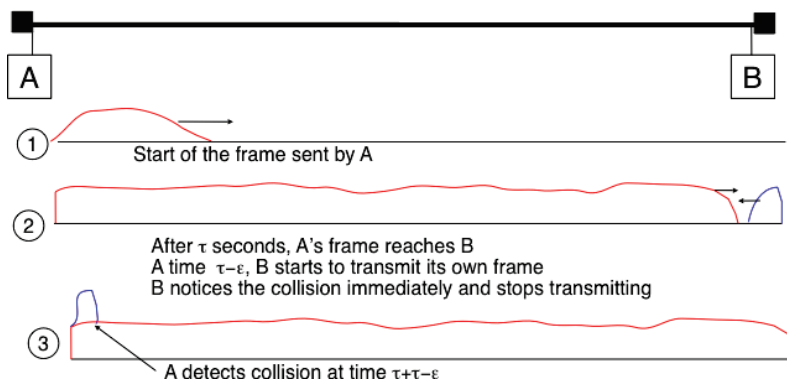 A
B
1
Start of the frame sent by A
2
After τ seconds, A's frame reaches B
A time τ−ε, B starts to transmit its own frame
B notices the collision immediately and stops transmitting
3
A detects collision at time τ+τ−ε